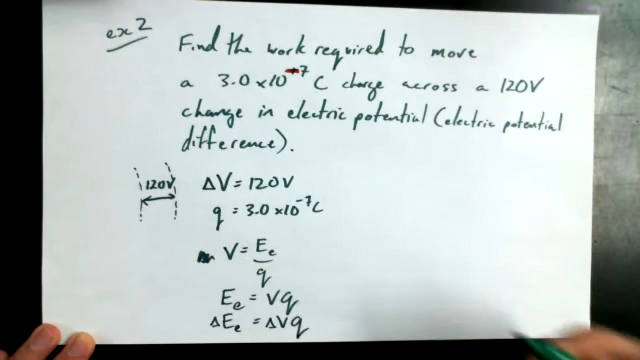 ex 2
Find the work required to move
a 3.0 × 10⁻⁷ C charge across a 120V
change in electric potential (electric potential
difference).
120V
ΔV = 120V
q = 3.0 × 10⁻⁷ C
V = Eₑ/q
Eₑ = Vq
ΔEₑ = ΔVq